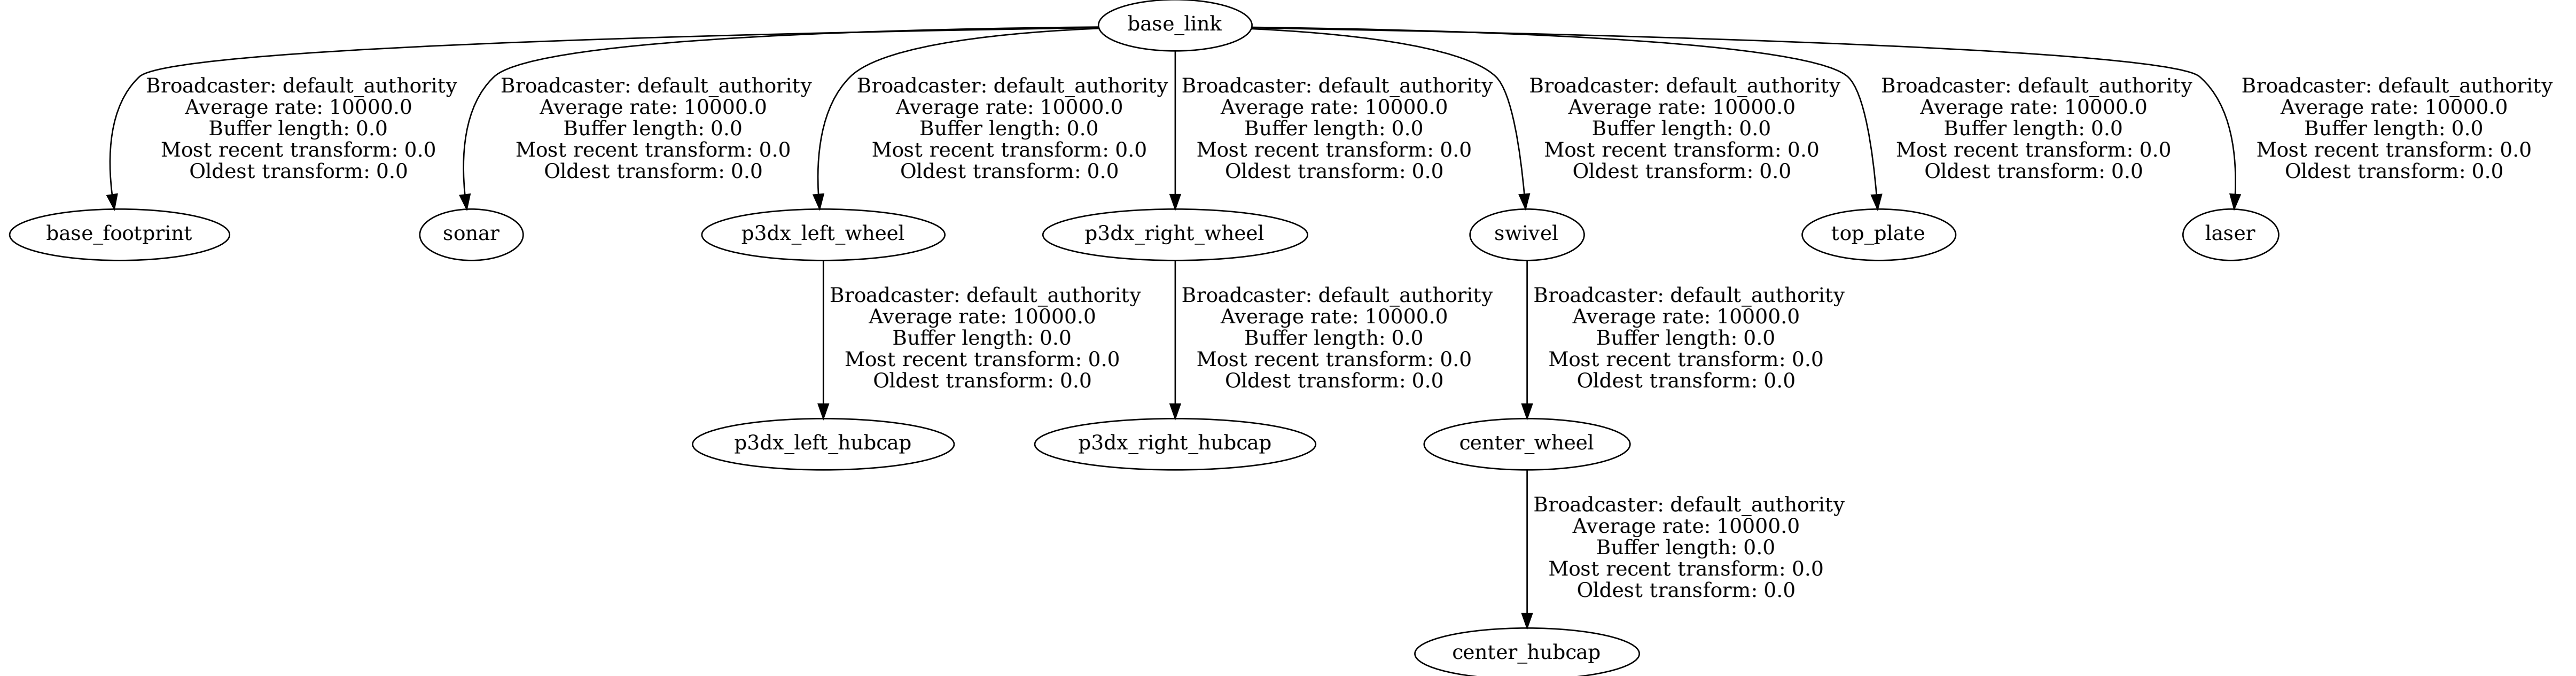 base_link
Broadcaster: default_authority
Average rate: 10000.0
Buffer length: 0.0
Most recent transform: 0.0
Oldest transform: 0.0
Broadcaster: default_authority
Average rate: 10000.0
Buffer length: 0.0
Most recent transform: 0.0
Oldest transform: 0.0
Broadcaster: default_authority
Average rate: 10000.0
Buffer length: 0.0
Most recent transform: 0.0
Oldest transform: 0.0
Broadcaster: default_authority
Average rate: 10000.0
Buffer length: 0.0
Most recent transform: 0.0
Oldest transform: 0.0
Broadcaster: default_authority
Average rate: 10000.0
Buffer length: 0.0
Most recent transform: 0.0
Oldest transform: 0.0
Broadcaster: default_authority
Average rate: 10000.0
Buffer length: 0.0
Most recent transform: 0.0
Oldest transform: 0.0
Broadcaster: default_authority
Average rate: 10000.0
Buffer length: 0.0
Most recent transform: 0.0
Oldest transform: 0.0
base_footprint
sonar
p3dx_left_wheel
p3dx_right_wheel
swivel
top_plate
laser
Broadcaster: default_authority
Average rate: 10000.0
Buffer length: 0.0
Most recent transform: 0.0
Oldest transform: 0.0
Broadcaster: default_authority
Average rate: 10000.0
Buffer length: 0.0
Most recent transform: 0.0
Oldest transform: 0.0
Broadcaster: default_authority
Average rate: 10000.0
Buffer length: 0.0
Most recent transform: 0.0
Oldest transform: 0.0
p3dx_left_hubcap
p3dx_right_hubcap
center_wheel
Broadcaster: default_authority
Average rate: 10000.0
Buffer length: 0.0
Most recent transform: 0.0
Oldest transform: 0.0
center_hubcap